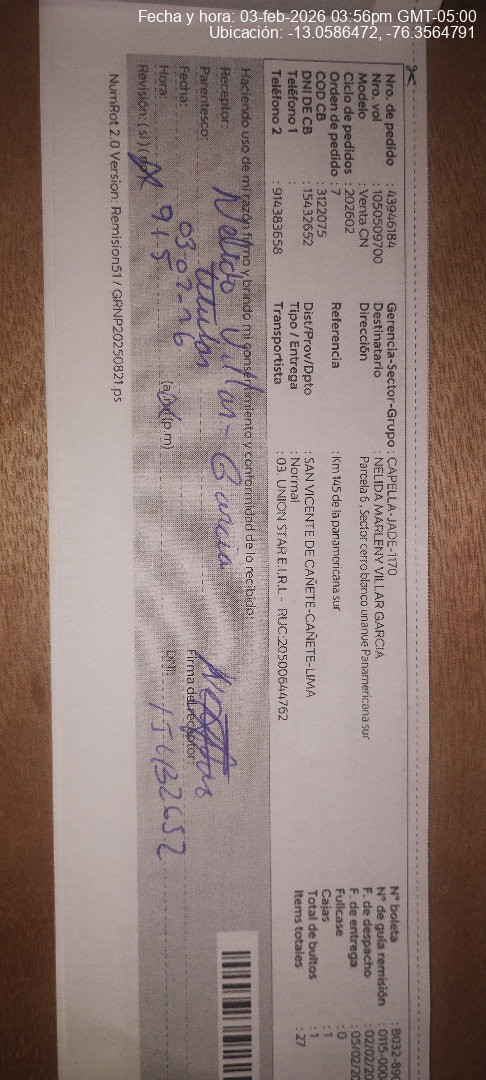 Fecha y hora: 03-feb-2026 03:56pm GMT-05:00
Ubicación: -13.0586472, -76.3564791
Nro. de pedido : 43946184
Nro. vol : 1050509700
Modelo : Venta CN
Ciclo de pedidos : 202602
Orden de pedido : 7
COD CB : 3122075
DNI DE CB : 15432652
Teléfono 1 :
Teléfono 2 : 914383658
Gerencia-Sector-Grupo : CAPELLA-JADE-1170
Destinatario : NELIDA MARLENY VILLAR GARCIA
Dirección : Parcela 6 , Sector cerro blanco unanue Panamericana sur
Referencia : Km 145 de la panamericana sur
Dist/Prov/Dpto : SAN VICENTE DE CAÑETE-CAÑETE-LIMA
Tipo / Entrega : Normal
Transportista : 03. UNION STAR E.I.R.L - RUC:20500644762
N° boleta : B032-890
N° de guía remisión : 0115-000
F. de despacho : 02/02/20
F. de entrega : 05/02/20
Fullcase : 0
Cajas : 1
Total de bultos : 1
Items totales : 27
Haciendo uso de mi razón firmo y brindo mi consentimiento y conformidad de lo recibido:
Receptor: Nelida Villar Garcia
Parentesco: titular
Fecha: 03-02-26
Hora: 9:15 (a.m) (p.m)
Revisión: (si) (
Firma del receptor:
DNI: 15432652
NumRot 2.0 Version: Remision51 / GRNP20250821.ps